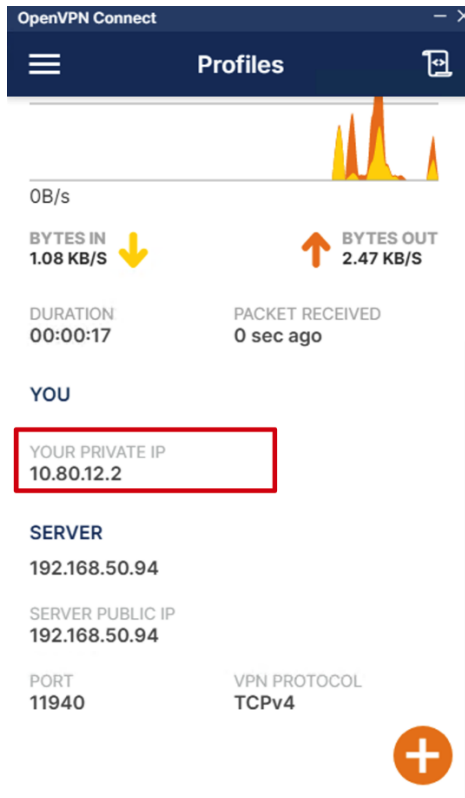 OpenVPN Connect
Profiles
0B/s
BYTES IN
1.08 KB/S
BYTES OUT
2.47 KB/S
DURATION
00:00:17
PACKET RECEIVED
0 sec ago
YOU
YOUR PRIVATE IP
10.80.12.2
SERVER
192.168.50.94
SERVER PUBLIC IP
192.168.50.94
PORT
11940
VPN PROTOCOL
TCPv4